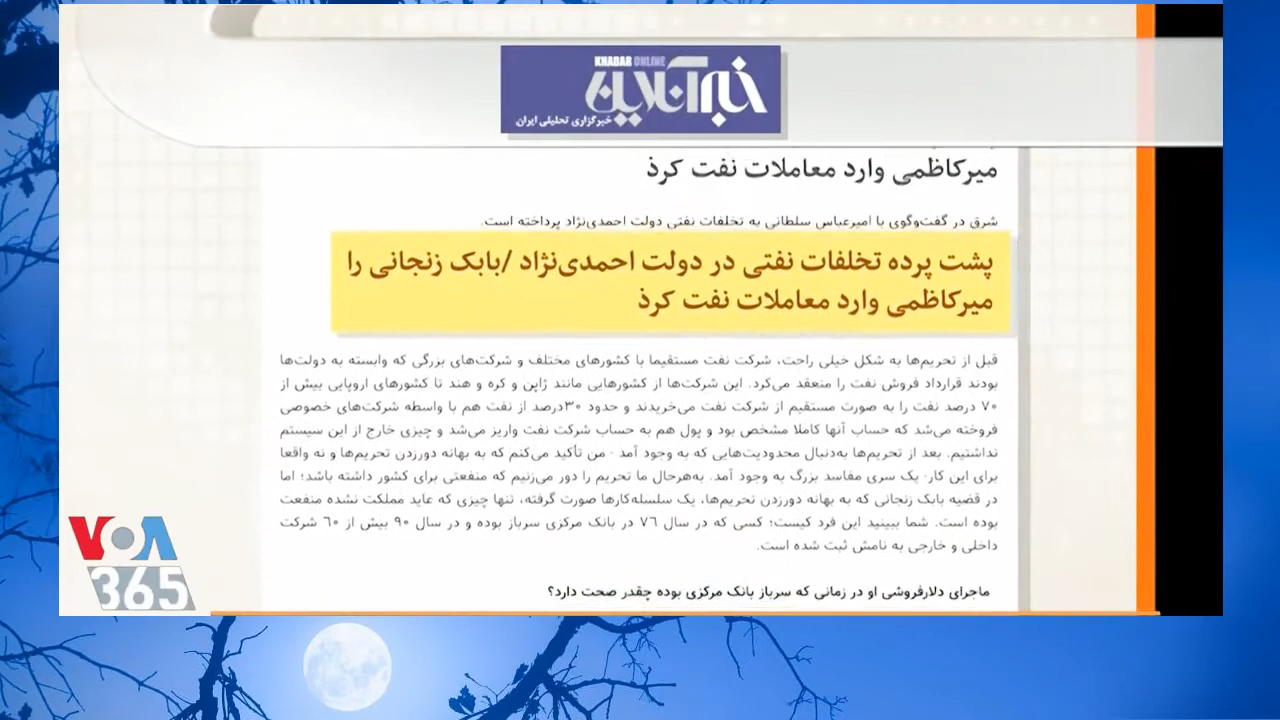 KHABAR ONLINE
خبرآنلاین
خبرگزاری تحلیلی ایران
میرکاظمی وارد معاملات نفت کرد
شرق در گفت‌وگوی با امیرعباس سلطانی به تخلفات نفتی دولت احمدی‌نژاد پرداخته است.
پشت پرده تخلفات نفتی در دولت احمدی‌نژاد /بابک زنجانی را
میرکاظمی وارد معاملات نفت کرد
قبل از تحریم‌ها به شکل خیلی راحت، شرکت نفت مستقیما با کشورهای مختلف و شرکت‌های بزرگی که وابسته به دولت‌ها
بودند قرارداد فروش نفت را منعقد می‌کرد. این شرکت‌ها از کشورهایی مانند ژاپن و کره و هند تا کشورهای اروپایی بیش از
۷۰ درصد نفت را به صورت مستقیم از شرکت نفت می‌خریدند و حدود ۳۰درصد از نفت هم با واسطه شرکت‌های خصوصی
فروخته می‌شد که حساب آنها کاملا مشخص بود و پول هم به حساب شرکت نفت واریز می‌شد و چیزی خارج از این سیستم
نداشتیم. بعد از تحریم‌ها به‌دنبال محدودیت‌هایی که به وجود آمد - من تأکید می‌کنم که به بهانه دورزدن تحریم‌ها و نه واقعا
برای این کار- یک سری مفاسد بزرگ به وجود آمد. به‌هرحال ما تحریم را دور می‌زنیم که منفعتی برای کشور داشته باشد؛ اما
در قضیه بابک زنجانی که به بهانه دورزدن تحریم‌ها، یک سلسله‌کارها صورت گرفته، تنها چیزی که عاید مملکت نشده منفعت
بوده است. شما ببینید این فرد کیست؛ کسی که در سال ۷۶ در بانک مرکزی سرباز بوده و در سال ۹۰ بیش از ۶۰ شرکت
داخلی و خارجی به نامش ثبت شده است.
ماجرای دلارفروشی او در زمانی که سرباز بانک مرکزی بوده چقدر صحت دارد؟
VOA
365